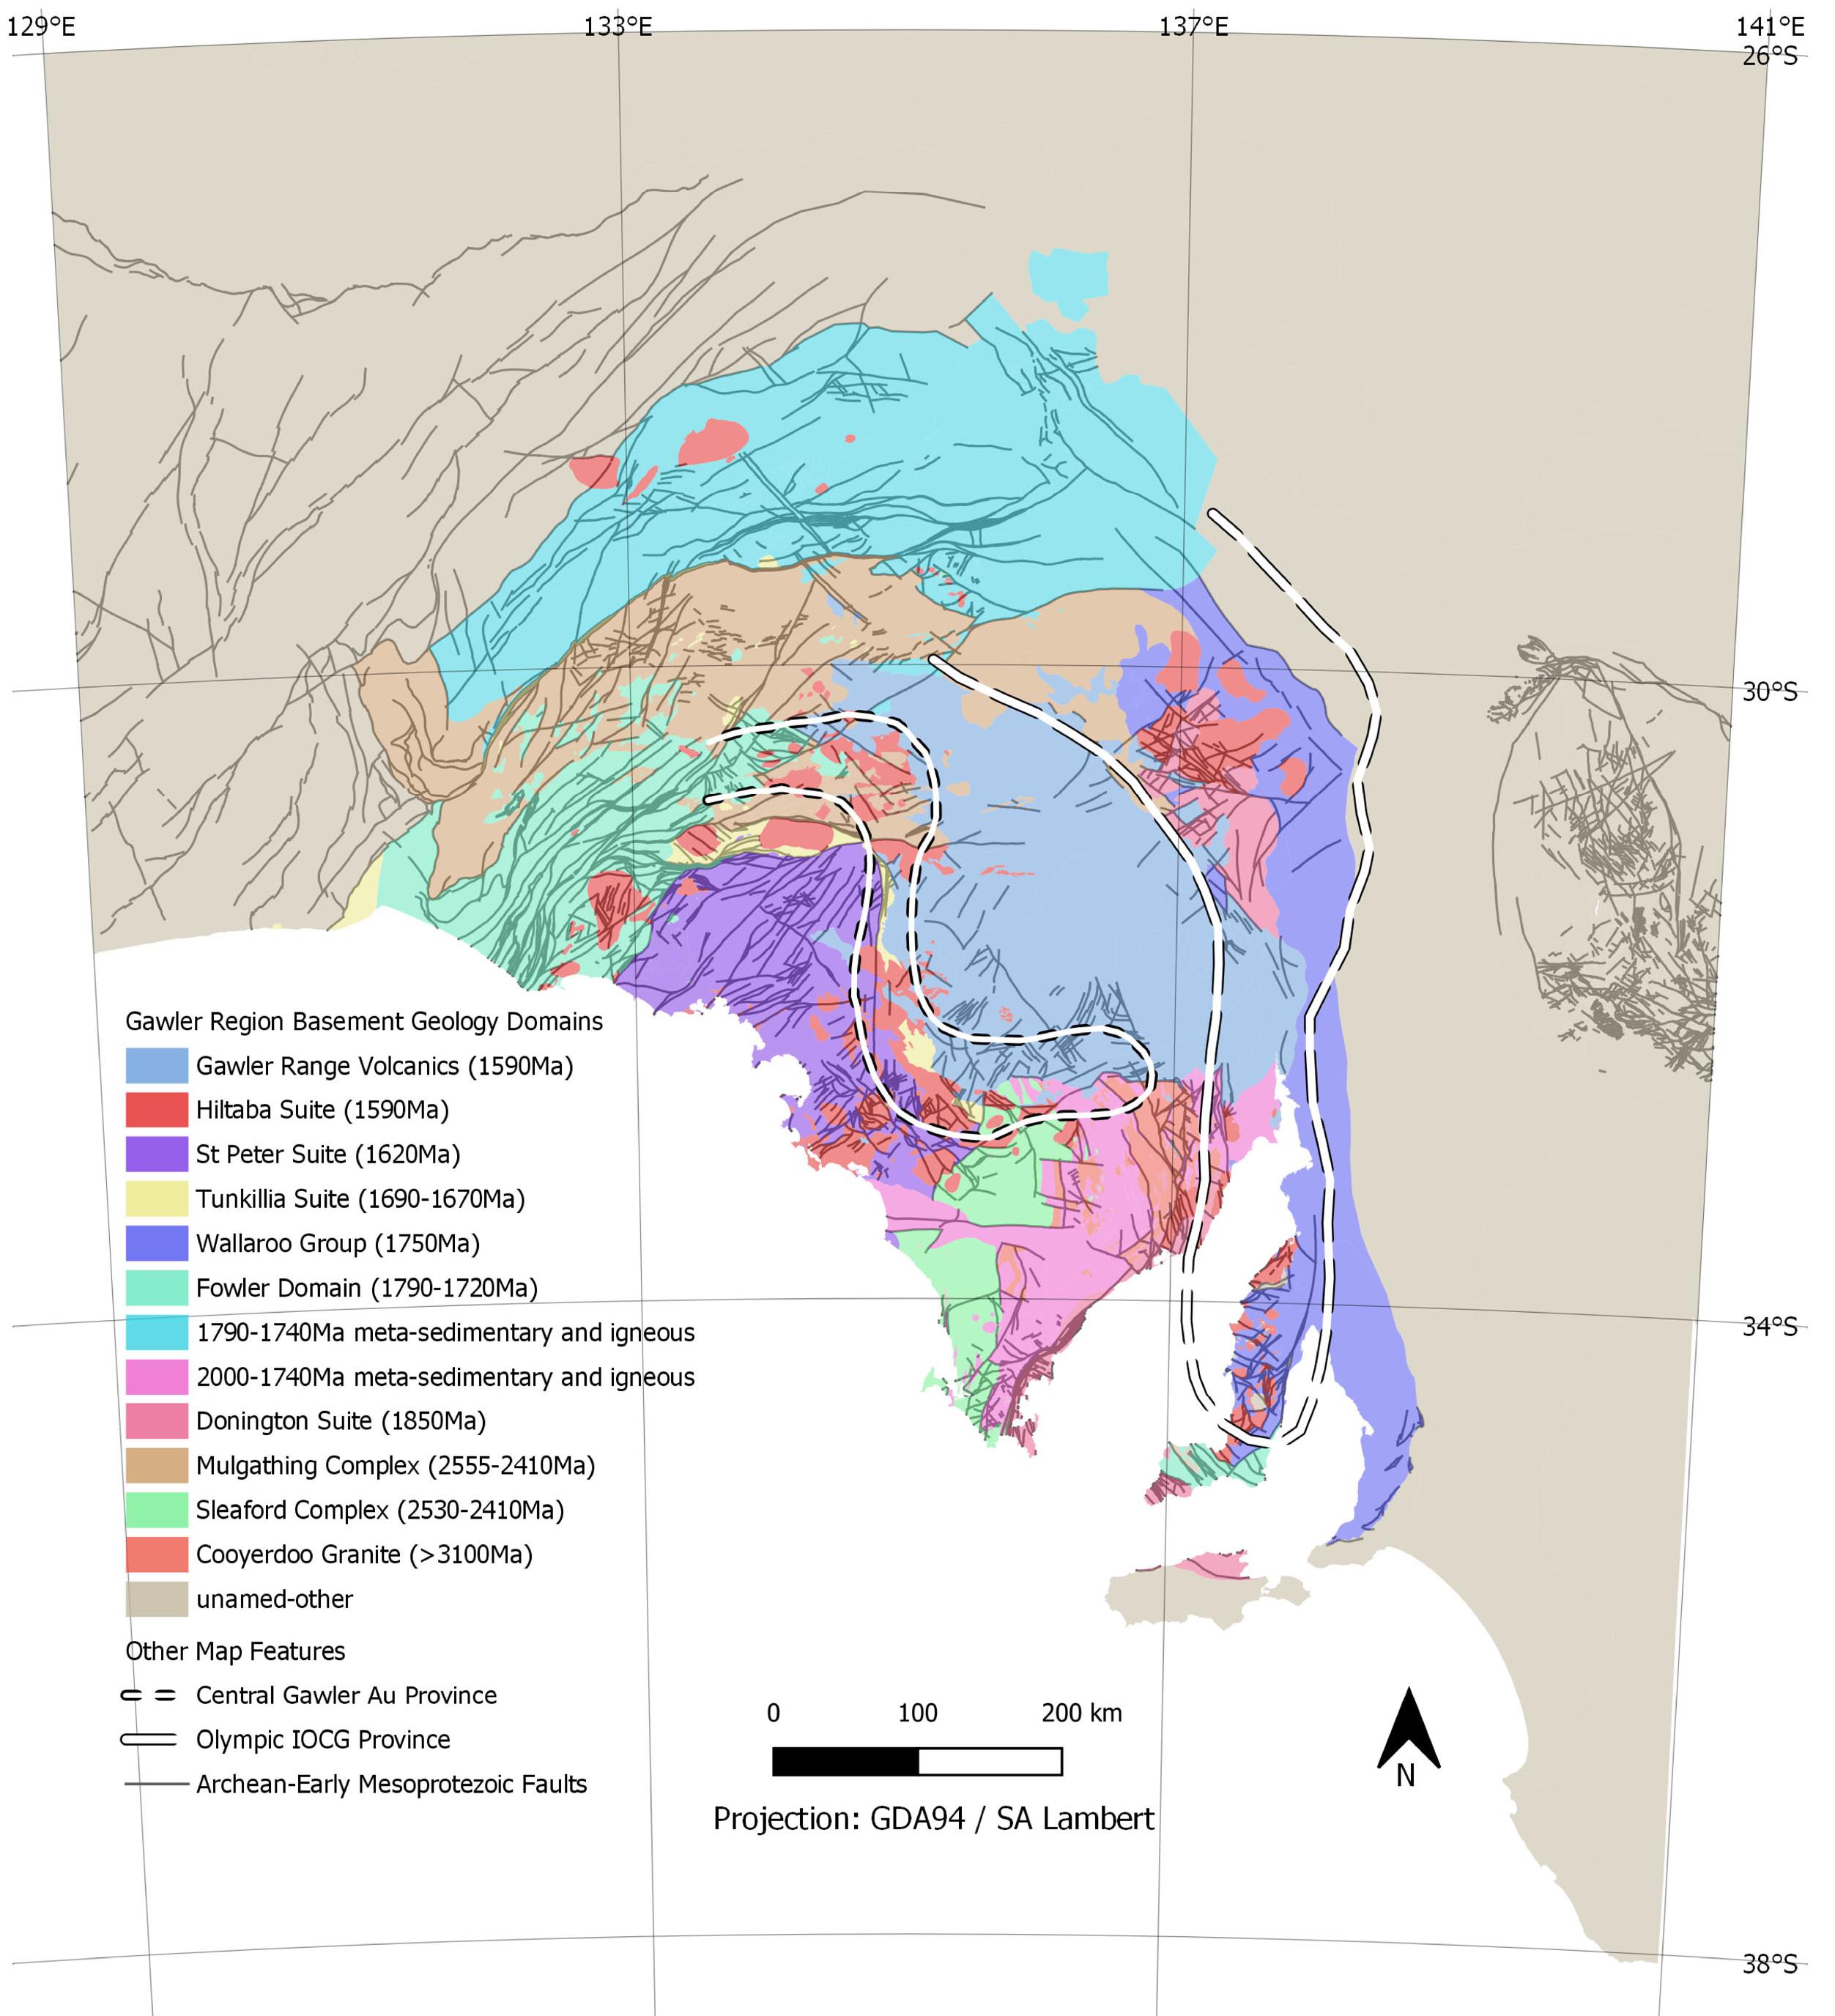 129°E
133°E
137°E
141°E
26°S
30°S
34°S
38°S
Gawler Region Basement Geology Domains
Gawler Range Volcanics (1590Ma)
Hiltaba Suite (1590Ma)
St Peter Suite (1620Ma)
Tunkillia Suite (1690-1670Ma)
Wallaroo Group (1750Ma)
Fowler Domain (1790-1720Ma)
1790-1740Ma meta-sedimentary and igneous
2000-1740Ma meta-sedimentary and igneous
Donington Suite (1850Ma)
Mulgathing Complex (2555-2410Ma)
Sleaford Complex (2530-2410Ma)
Cooyerdoo Granite (>3100Ma)
unamed-other
Other Map Features
Central Gawler Au Province
Olympic IOCG Province
Archean-Early Mesoprotezoic Faults
0 100 200 km
Projection: GDA94 / SA Lambert
N